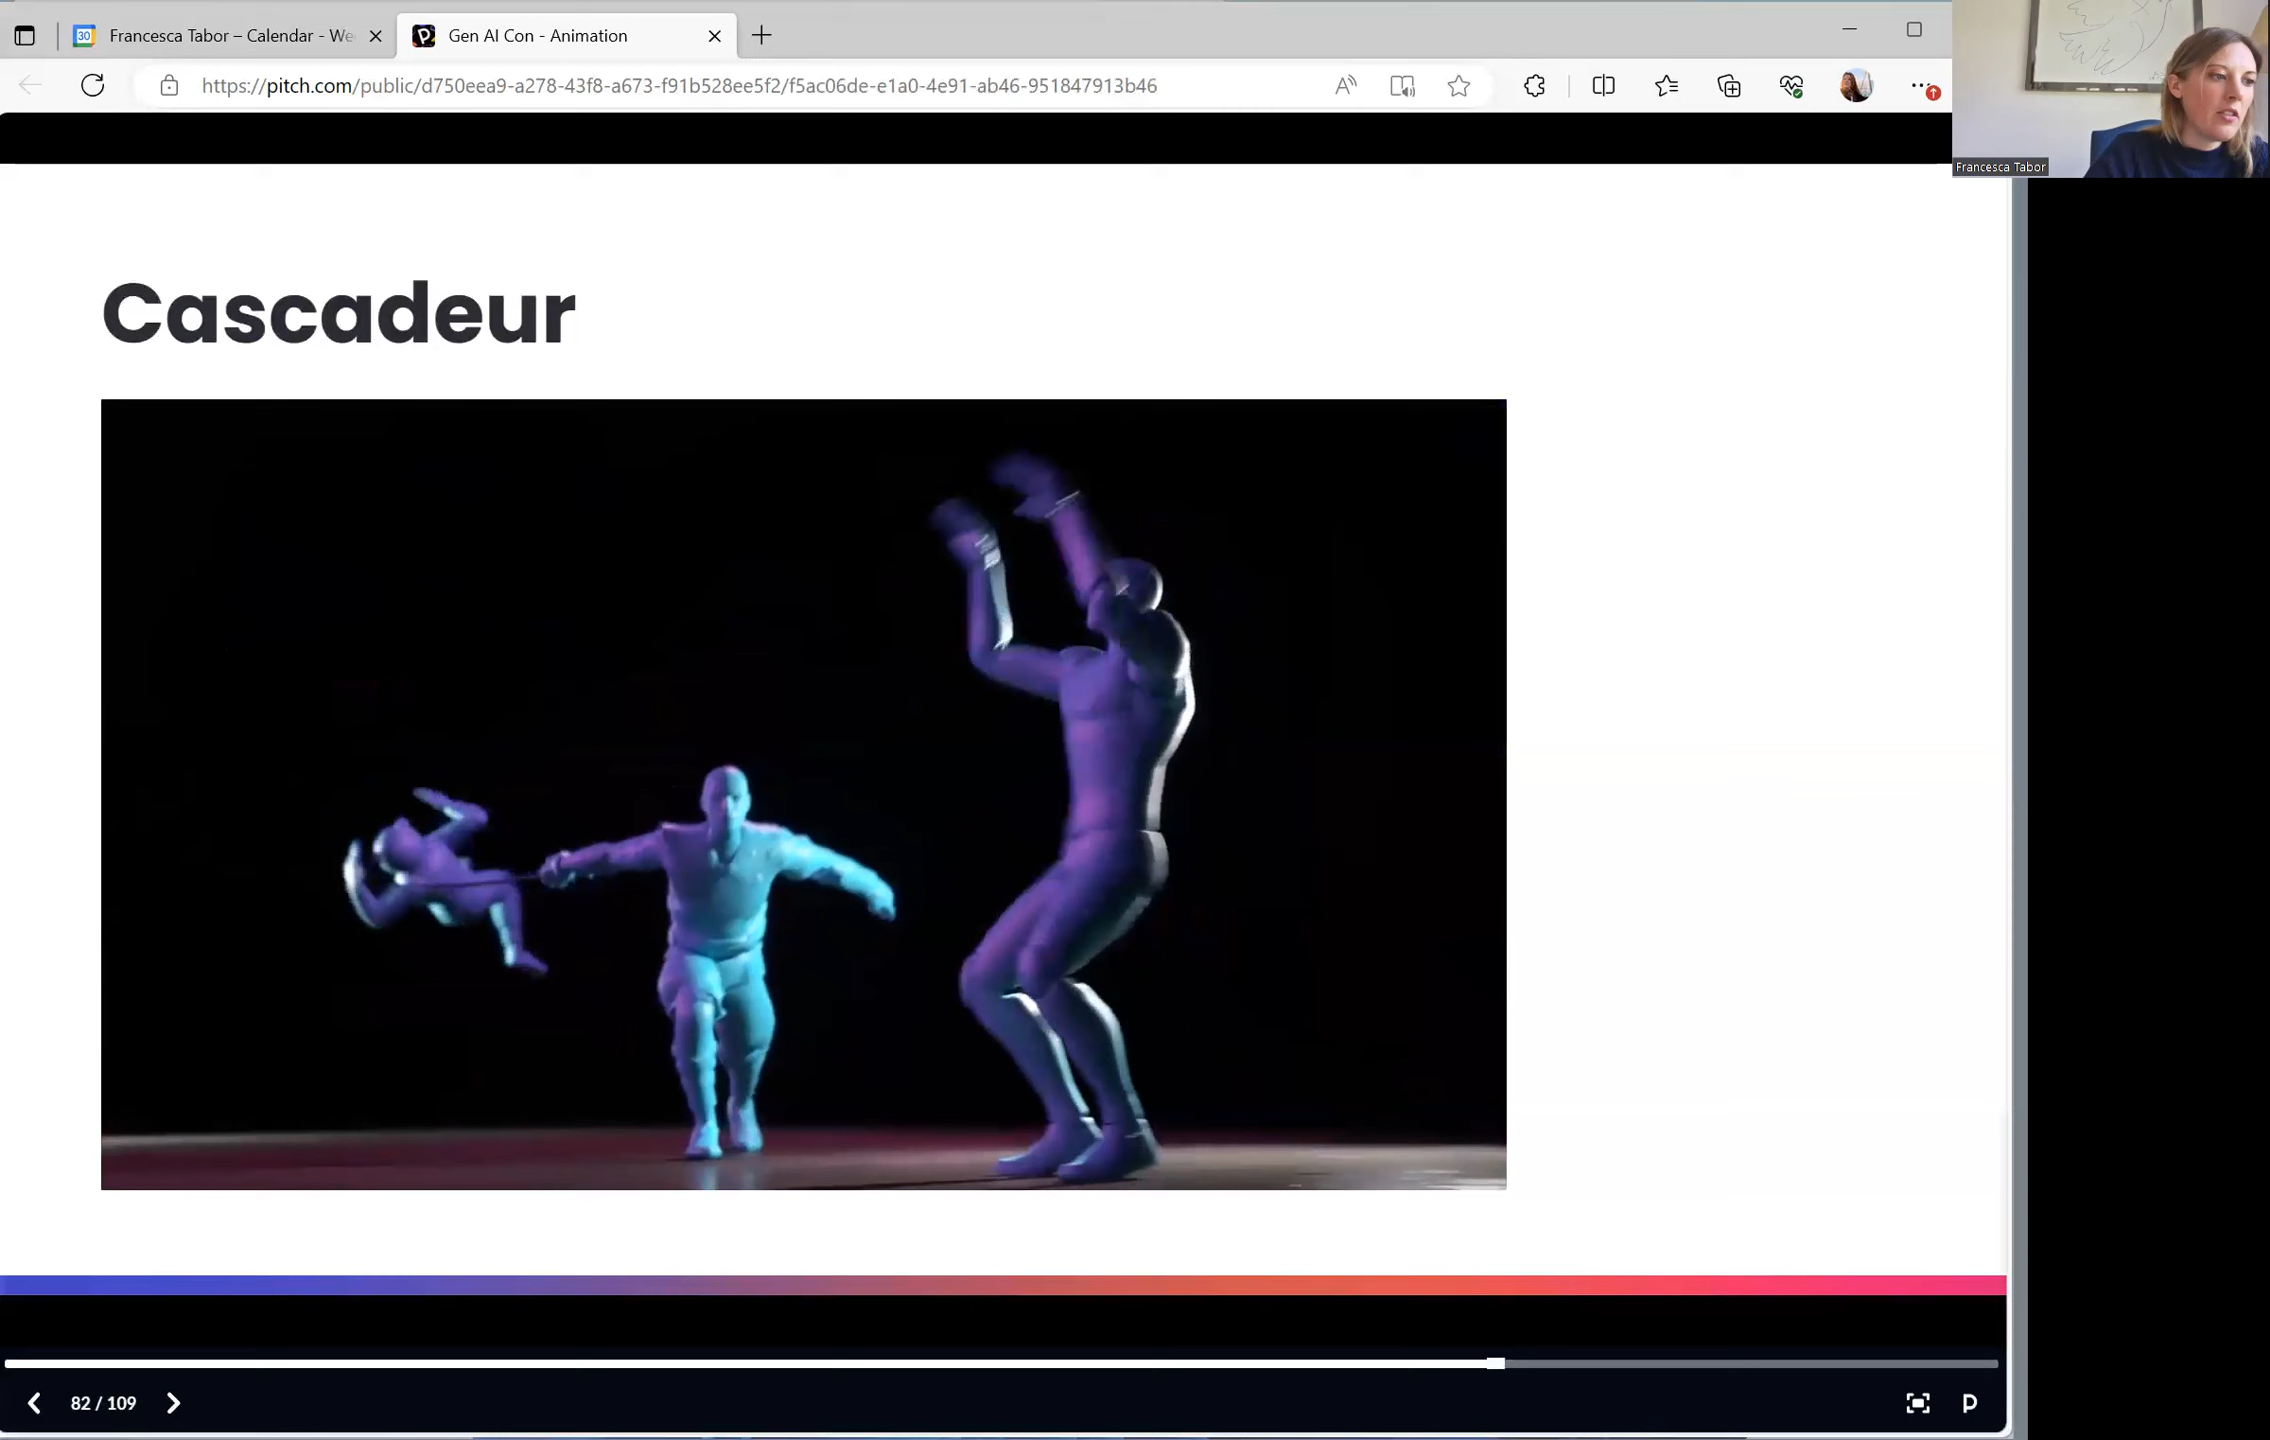 30
Francesca Tabor – Calendar - We
Gen AI Con - Animation
https://pitch.com/public/d750eea9-a278-43f8-a673-f91b528ee5f2/f5ac06de-e1a0-4e91-ab46-951847913b46
Francesca Tabor
Cascadeur
82 / 109